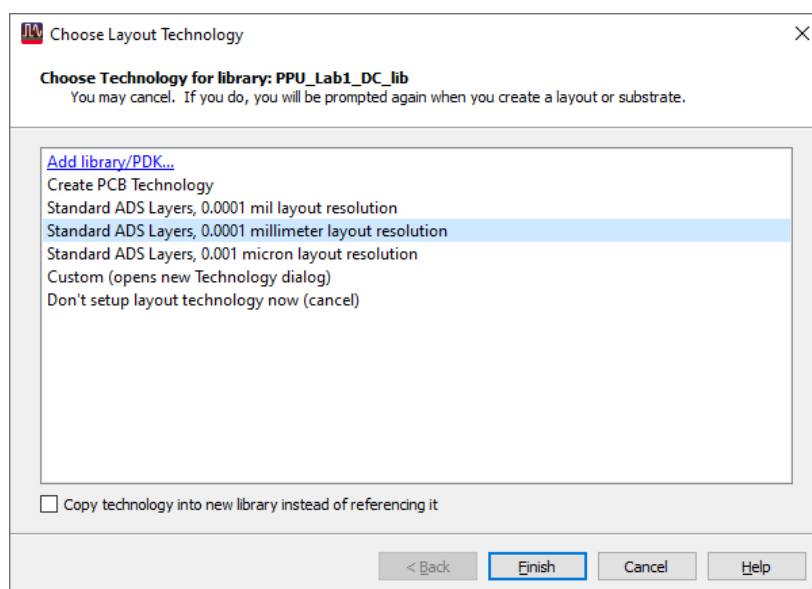 Choose Layout Technology
Choose Technology for library: PPU_Lab1_DC_lib
You may cancel. If you do, you will be prompted again when you create a layout or substrate.
Add library/PDK...
Create PCB Technology
Standard ADS Layers, 0.0001 mil layout resolution
Standard ADS Layers, 0.0001 millimeter layout resolution
Standard ADS Layers, 0.001 micron layout resolution
Custom (opens new Technology dialog)
Don't setup layout technology now (cancel)
Copy technology into new library instead of referencing it
< Back Finish Cancel Help